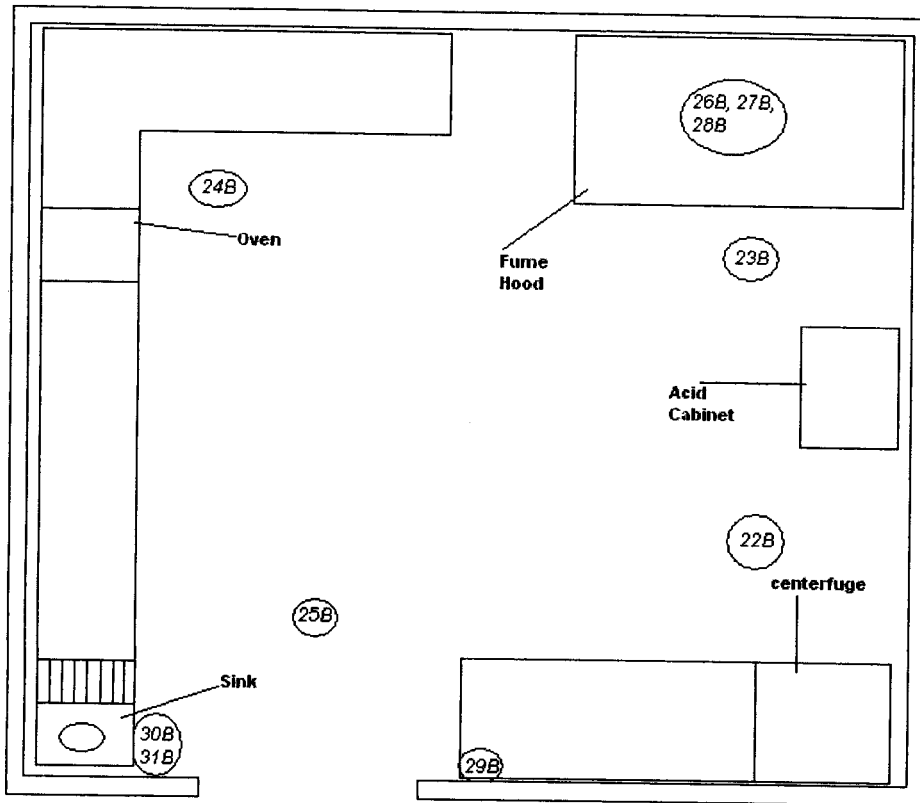 26B, 27B,
28B
24B
Oven
23B
Fume
Hood
Acid
Cabinet
22B
centerfuge
25B
Sink
30B
31B
29B